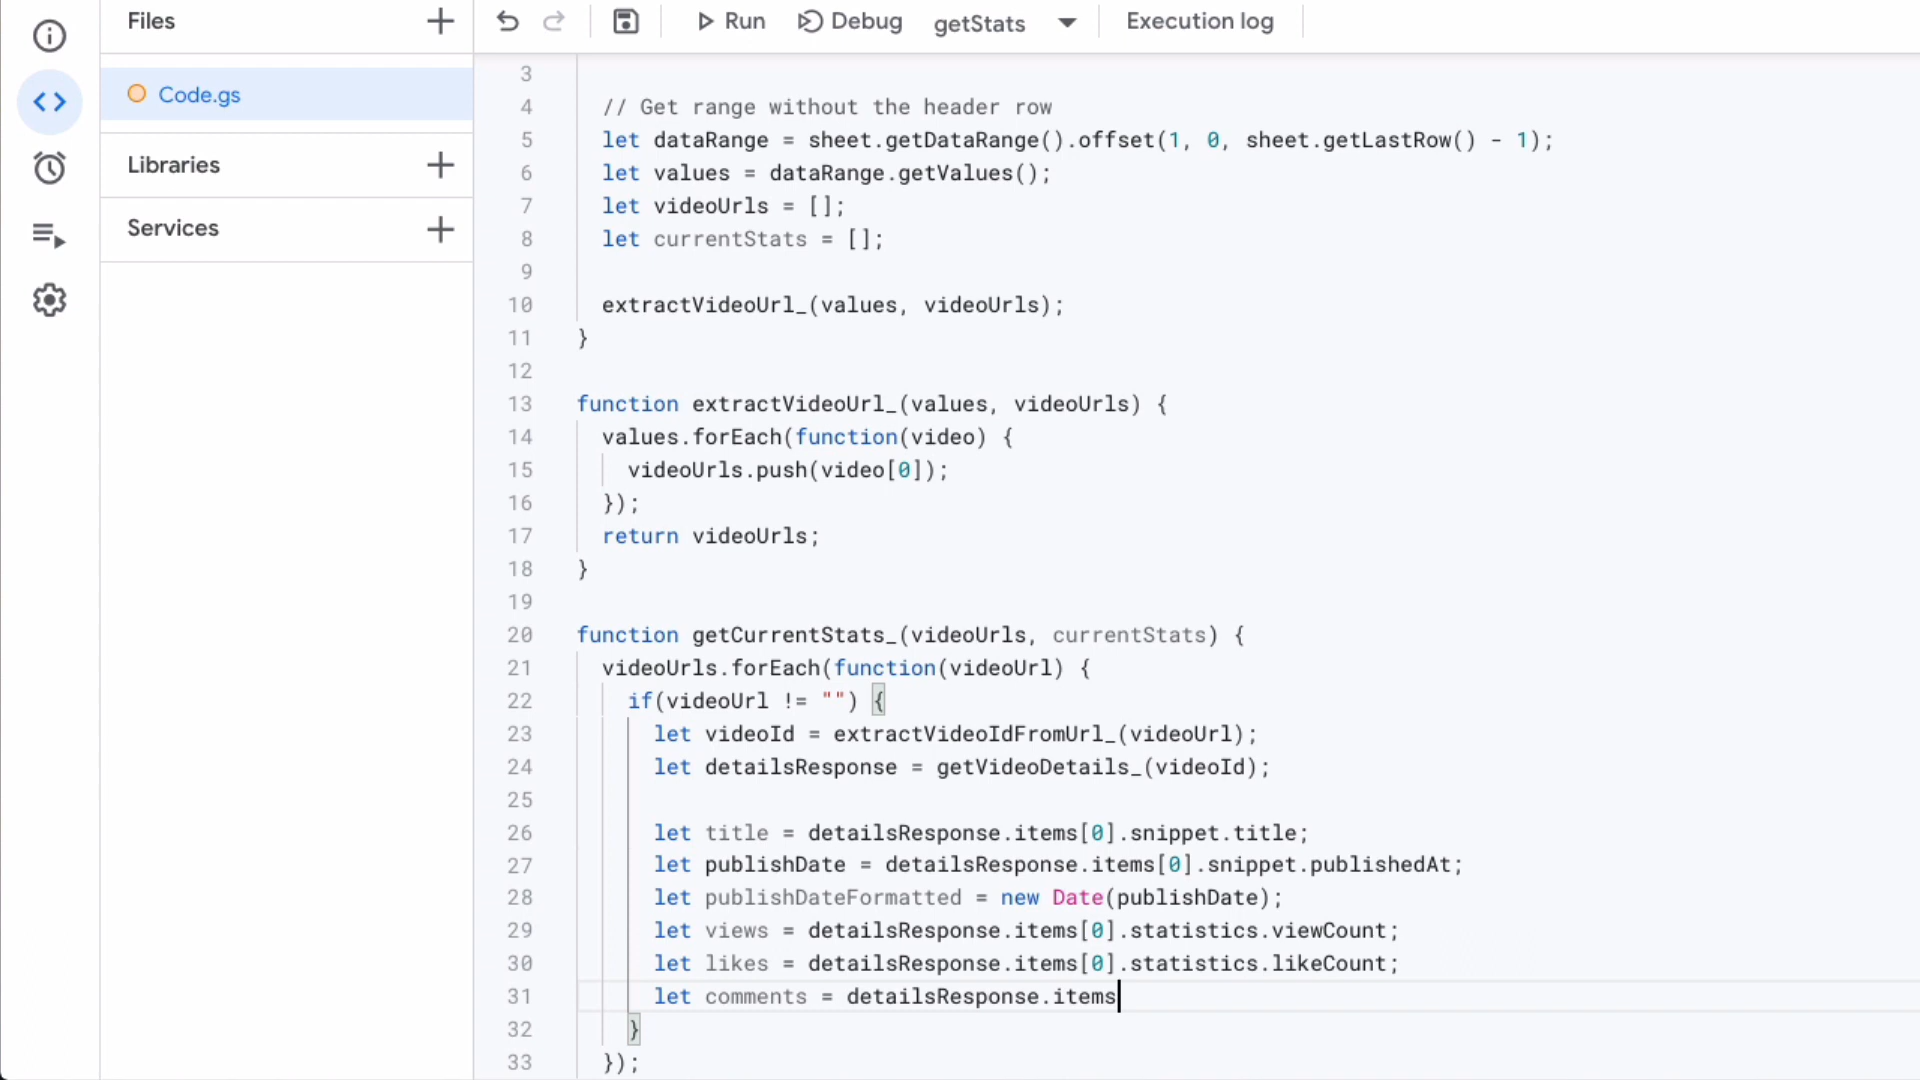 Files
Run Debug getStats Execution log
Code.gs
Libraries
Services
3
4 // Get range without the header row
5 let dataRange = sheet.getDataRange().offset(1, 0, sheet.getLastRow() - 1);
6 let values = dataRange.getValues();
7 let videoUrls = [];
8 let currentStats = [];
9
10 extractVideoUrl_(values, videoUrls);
11 }
12
13 function extractVideoUrl_(values, videoUrls) {
14 values.forEach(function(video) {
15 videoUrls.push(video[0]);
16 });
17 return videoUrls;
18 }
19
20 function getCurrentStats_(videoUrls, currentStats) {
21 videoUrls.forEach(function(videoUrl) {
22 if(videoUrl != "") {
23 let videoId = extractVideoIdFromUrl_(videoUrl);
24 let detailsResponse = getVideoDetails_(videoId);
25
26 let title = detailsResponse.items[0].snippet.title;
27 let publishDate = detailsResponse.items[0].snippet.publishedAt;
28 let publishDateFormatted = new Date(publishDate);
29 let views = detailsResponse.items[0].statistics.viewCount;
30 let likes = detailsResponse.items[0].statistics.likeCount;
31 let comments = detailsResponse.items
32 }
33 });